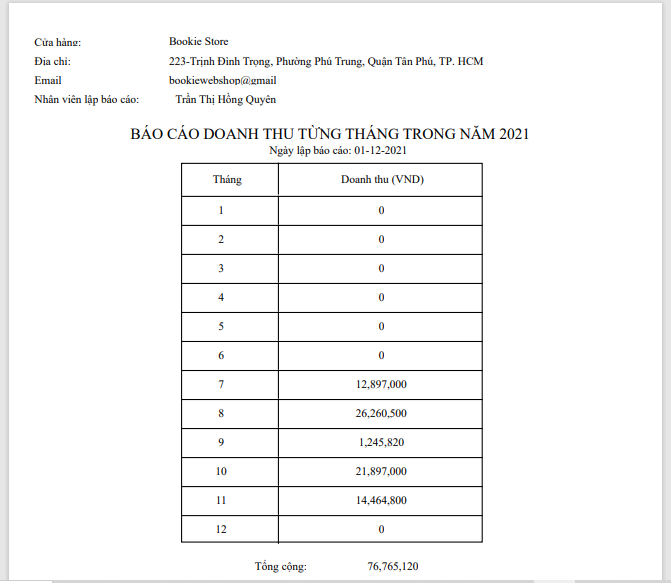 Cửa hàng: Bookie Store
Địa chỉ: 223-Trịnh Đình Trọng, Phường Phú Trung, Quận Tân Phú, TP. HCM
Email bookiewebshop@gmail
Nhân viên lập báo cáo: Trần Thị Hồng Quyên
BÁO CÁO DOANH THU TỪNG THÁNG TRONG NĂM 2021
Ngày lập báo cáo: 01-12-2021
Tháng Doanh thu (VND)
1 0
2 0
3 0
4 0
5 0
6 0
7 12,897,000
8 26,260,500
9 1,245,820
10 21,897,000
11 14,464,800
12 0
Tổng cộng: 76,765,120